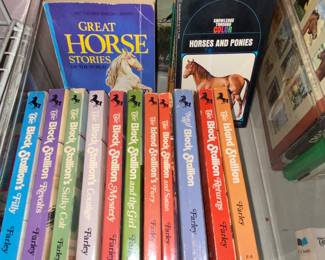 GREAT
HORSE
STORIES
KNOWLEDGE
THROUGH
COLOR
HORSES AND PONIES
The Black Stallion's Filly Farley
The Black Stallion Revolts Farley
The Black Stallion's Sulky Colt Farley
The Black Stallion's Courage Farley
The Black Stallion Mystery Farley
The Black Stallion and the Girl Farley
The Island Stallion's Fury Farley
The Black Stallion and Satan Farley
Stallion Farley
The Black Stallion Returns Farley
The Island Stallion Farley